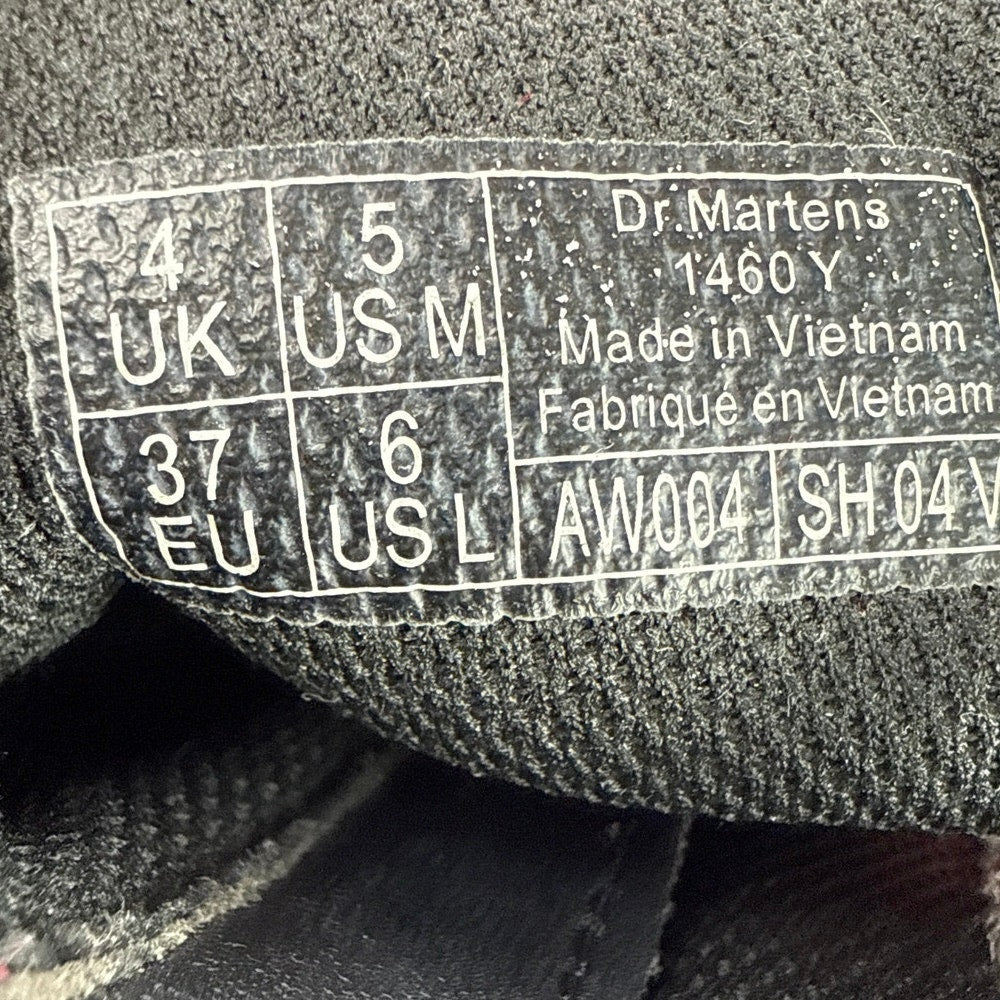 4
UK
5
US M
37
EU
6
US L
Dr.Martens
1460 Y
Made in Vietnam
Fabriqué en Vietnam
AW004
SH 04 V